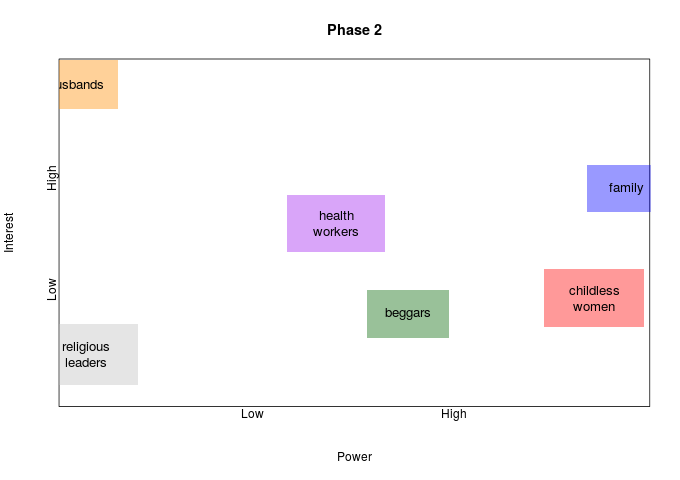 Phase 2
usbands
High
family
Interest
health
workers
Low
childless
women
beggars
religious
leaders
Low
High
Power